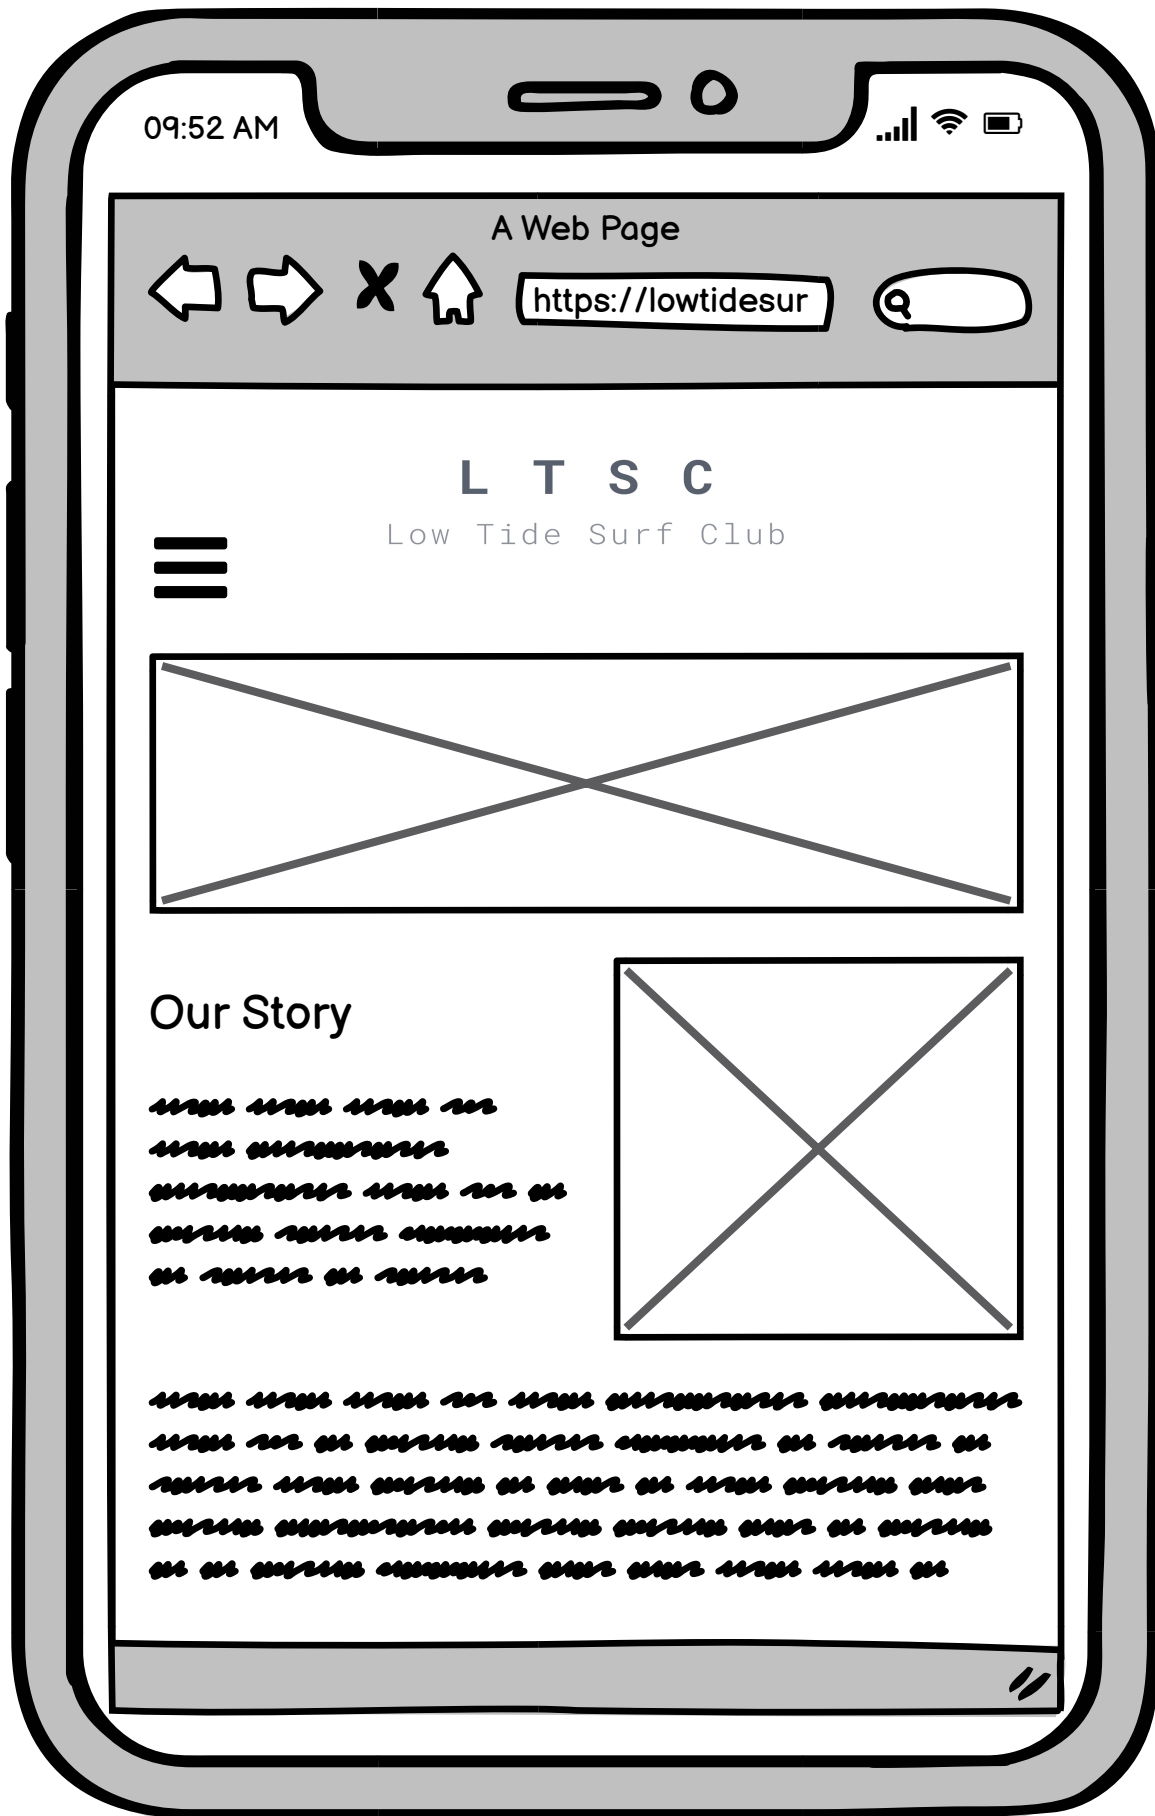 09:52 AM
A Web Page
https://lowtidesur
L T S C
Low Tide Surf Club
Our Story